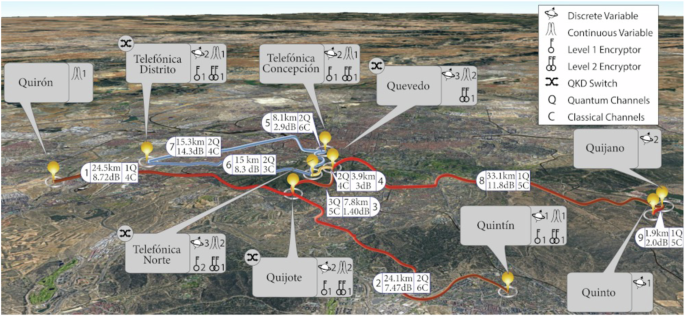 Discrete Variable
Continuous Variable
Level 1 Encryptor
Level 2 Encryptor
QKD Switch
Q Quantum Channels
C Classical Channels
Quirón
1
Telefónica
Distrito
2 1
1 1
Telefónica
Concepción
2 1
1 1
Quevedo
3 2
1
Quijano
2
5 8.1km 2Q
2.9dB 6C
7 15.3km 2Q
14.3dB 4C
6 15 km 2Q
8.3 dB 3C
1 24.5km 1Q
8.72dB 4C
2Q 3.9km 4
4C 3dB
8 33.1km 1Q
11.8dB 5C
3Q 7.8km 3
5C 1.40dB
9 1.9km 1Q
2.0dB 5C
2 24.1km 2Q
7.47dB 6C
Telefónica
Norte
3 2
2 1
Quijote
2 2
1 1
Quintín
1 1
1 1
Quinto
1